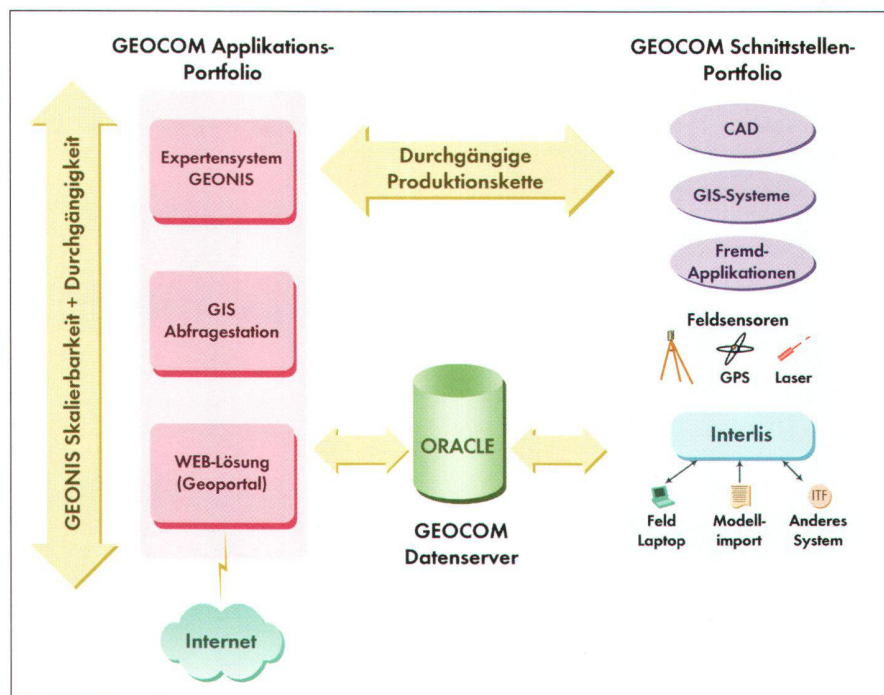 GEOCOM Applikations-
Portfolio
GEOCOM Schnittstellen-
Portfolio
GEONIS Skalierbarkeit + Durchgängigkeit
Expertensystem
GEONIS
Durchgängige
Produktionskette
CAD
GIS-Systeme
Fremd-
Applikationen
GIS
Abfragestation
Feldsensoren
GPS
Laser
WEB-Lösung
(Geoportal)
ORACLE
GEOCOM
Datenserver
Interlis
ITF
Feld
Laptop
Modell-
import
Anderes
System
Internet